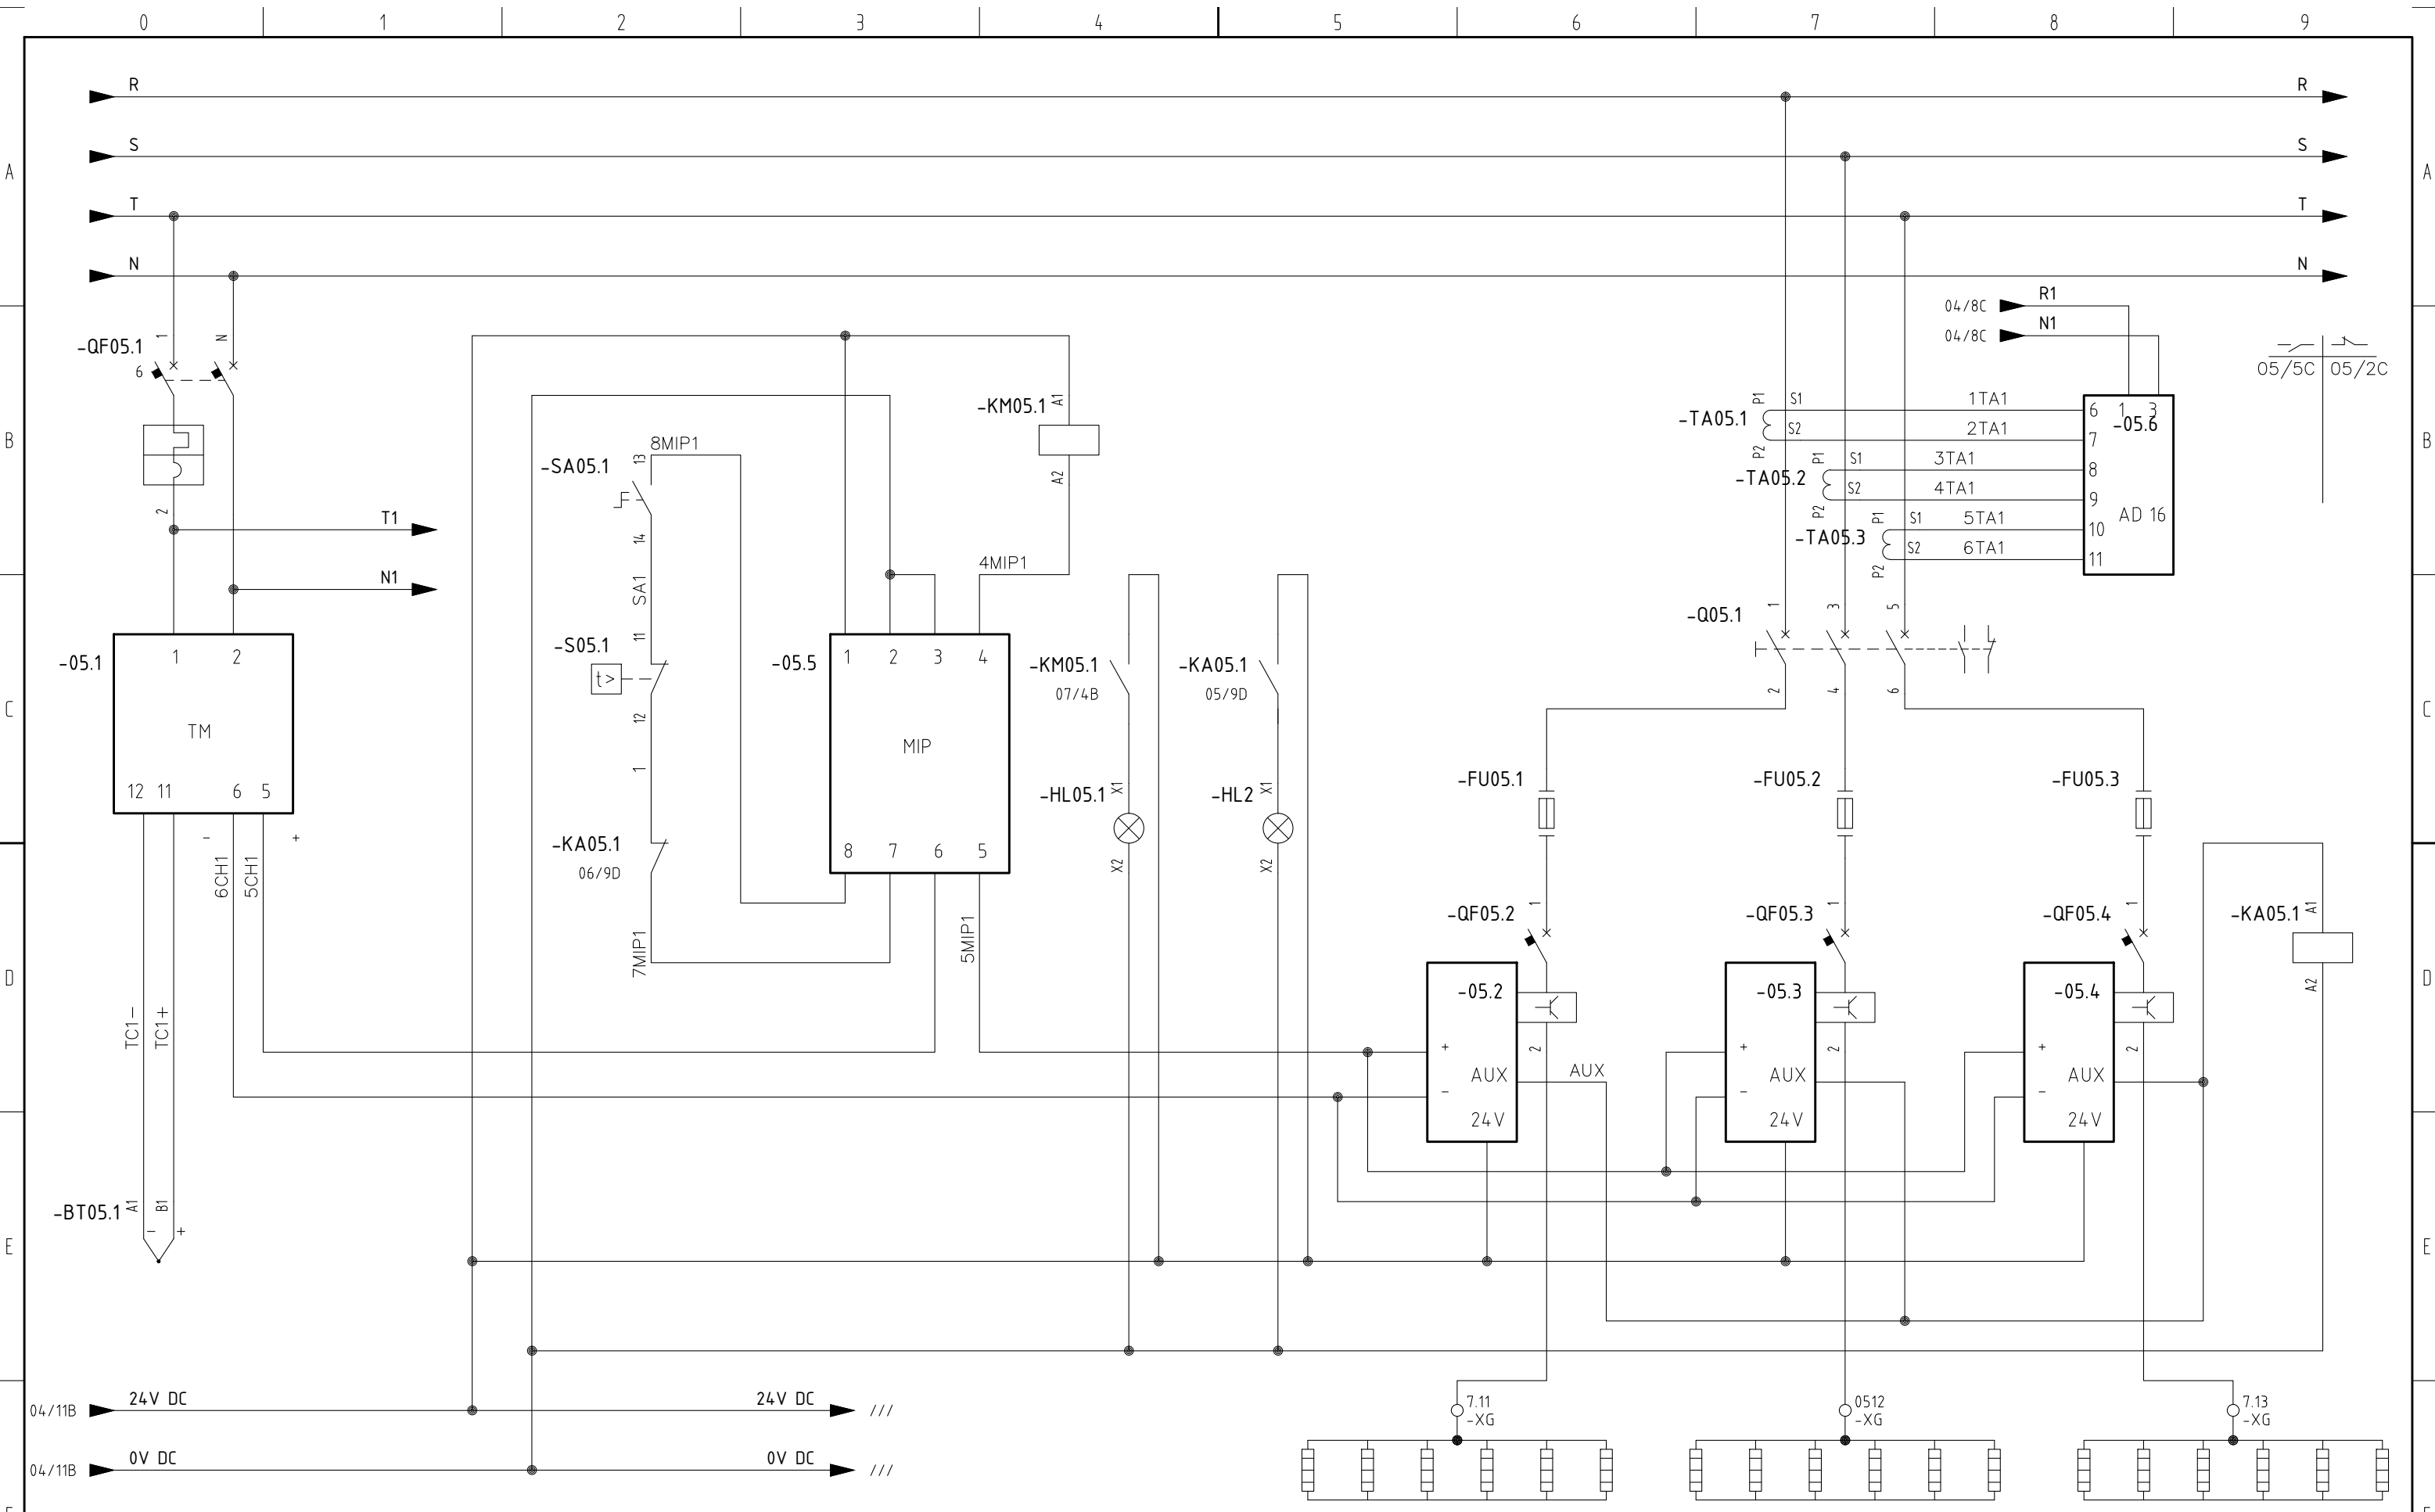 0 1 2 3 4 5 6 7 8 9
R R
S S
A A
T T
N N
04/8C R1
04/8C N1
-QF05.1 1 N
6
05/5C 05/2C
-KM05.1 A1
A2
-TA05.1 P1 S1 1TA1 6 1 3
-05.6
S2 2TA1 7
P2
B B
8MIP1
-SA05.1 13
14
-TA05.2 P1 S1 3TA1 8
S2 4TA1 9
P2
AD 16
-TA05.3 P1 S1 5TA1 10
S2 6TA1 11
P2
2
T1
N1
4MIP1
SA1
-Q05.1 1 3 5
2 4 6
-05.1 1 2
TM
12 11 6 5
- +
-S05.1 11
t>
12
1
-05.5 1 2 3 4
MIP
8 7 6 5
-KM05.1
07/4B
-KA05.1
05/9D
C C
-HL05.1 X1
X2
-HL2 X1
X2
-FU05.1 -FU05.2 -FU05.3
-KA05.1
06/9D
6CH1 5CH1
7MIP1 5MIP1
-QF05.2 1 -QF05.3 1 -QF05.4 1 -KA05.1 A1
A2
D D
TC1- TC1+
-05.2 -05.3 -05.4
+ 2 + 2 + 2
AUX AUX AUX AUX
- - -
24V 24V 24V
-BT05.1 A1 B1
- +
E E
04/11B 24V DC 24V DC ///
04/11B 0V DC 0V DC ///
7.11
-XG
0512
-XG
7.13
-XG